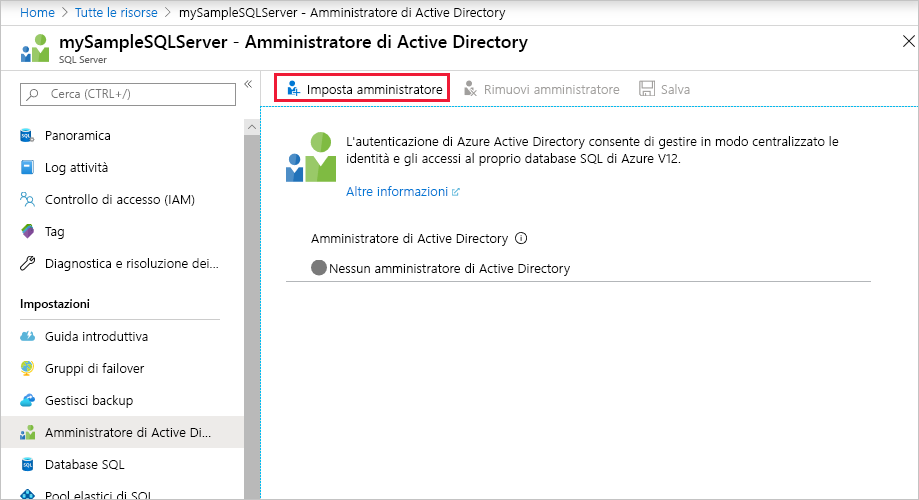 Home > Tutte le risorse > mySampleSQLServer - Amministratore di Active Directory
mySampleSQLServer - Amministratore di Active Directory
SQL Server
Cerca (CTRL+/)
Panoramica
Log attività
Controllo di accesso (IAM)
Tag
Diagnostica e risoluzione dei...
Impostazioni
Guida introduttiva
Gruppi di failover
Gestisci backup
Amministratore di Active Di...
Database SQL
Pool elastici di SQL
Imposta amministratore
Rimuovi amministratore
Salva
L'autenticazione di Azure Active Directory consente di gestire in modo centralizzato le
identità e gli accessi al proprio database SQL di Azure V12.
Altre informazioni
Amministratore di Active Directory
Nessun amministratore di Active Directory